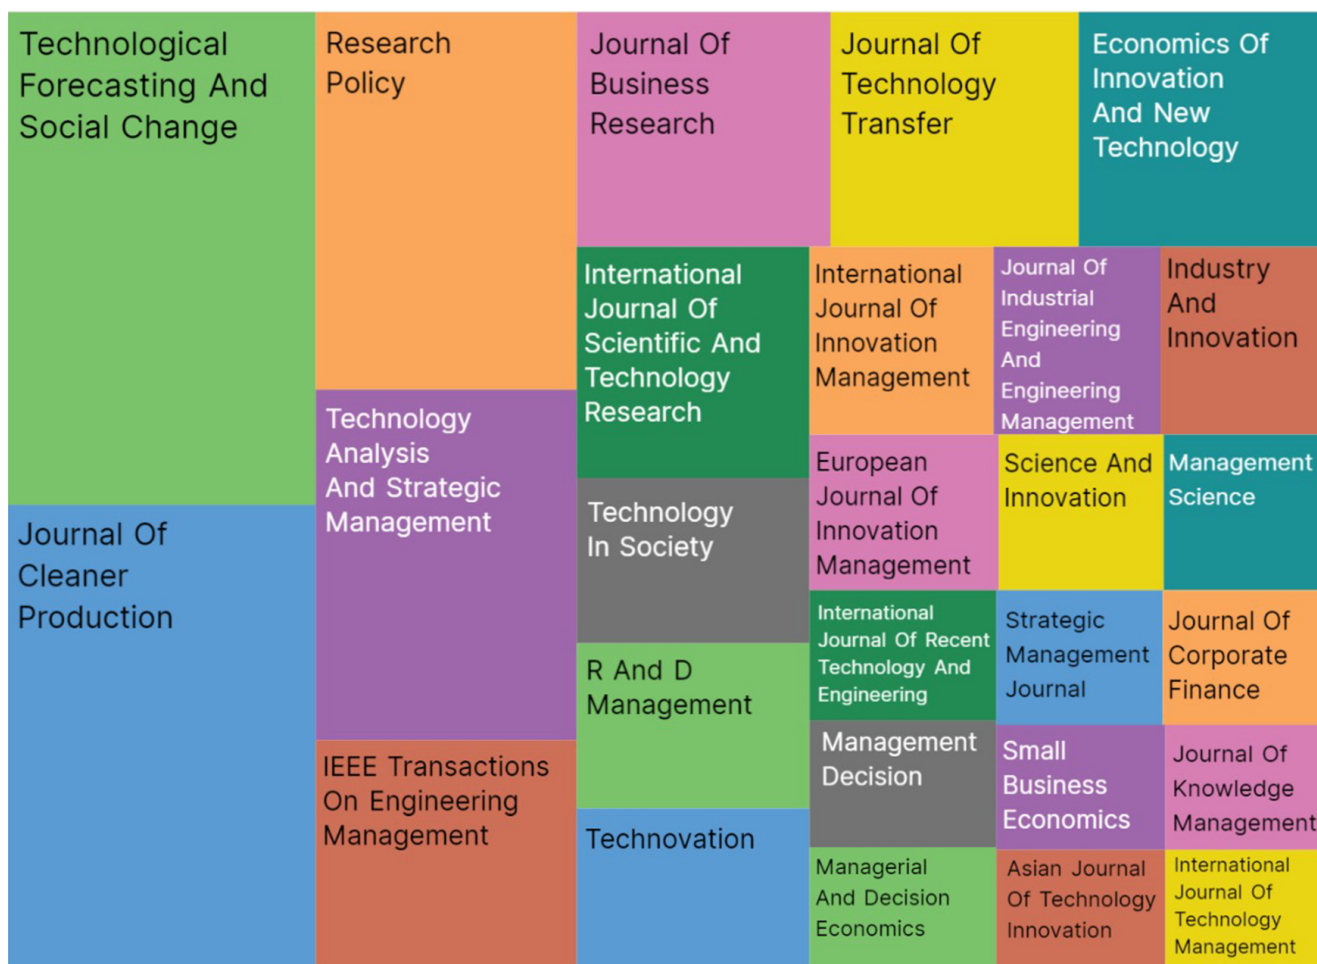 Technological
Forecasting And
Social Change
Research
Policy
Journal Of
Business
Research
Journal Of
Technology
Transfer
Economics Of
Innovation
And New
Technology
International
Journal Of
Scientific And
Technology
Research
International
Journal Of
Innovation
Management
Journal Of
Industrial
Engineering
And
Engineering
Management
Industry
And
Innovation
Technology
Analysis
And Strategic
Management
European
Journal Of
Innovation
Management
Science And
Innovation
Management
Science
Journal Of
Cleaner
Production
Technology
In Society
International
Journal Of Recent
Technology And
Engineering
Strategic
Management
Journal
Journal Of
Corporate
Finance
R And D
Management
Management
Decision
Small
Business
Economics
Journal Of
Knowledge
Management
IEEE Transactions
On Engineering
Management
Technovation
Managerial
And Decision
Economics
Asian Journal
Of Technology
Innovation
International
Journal Of
Technology
Management